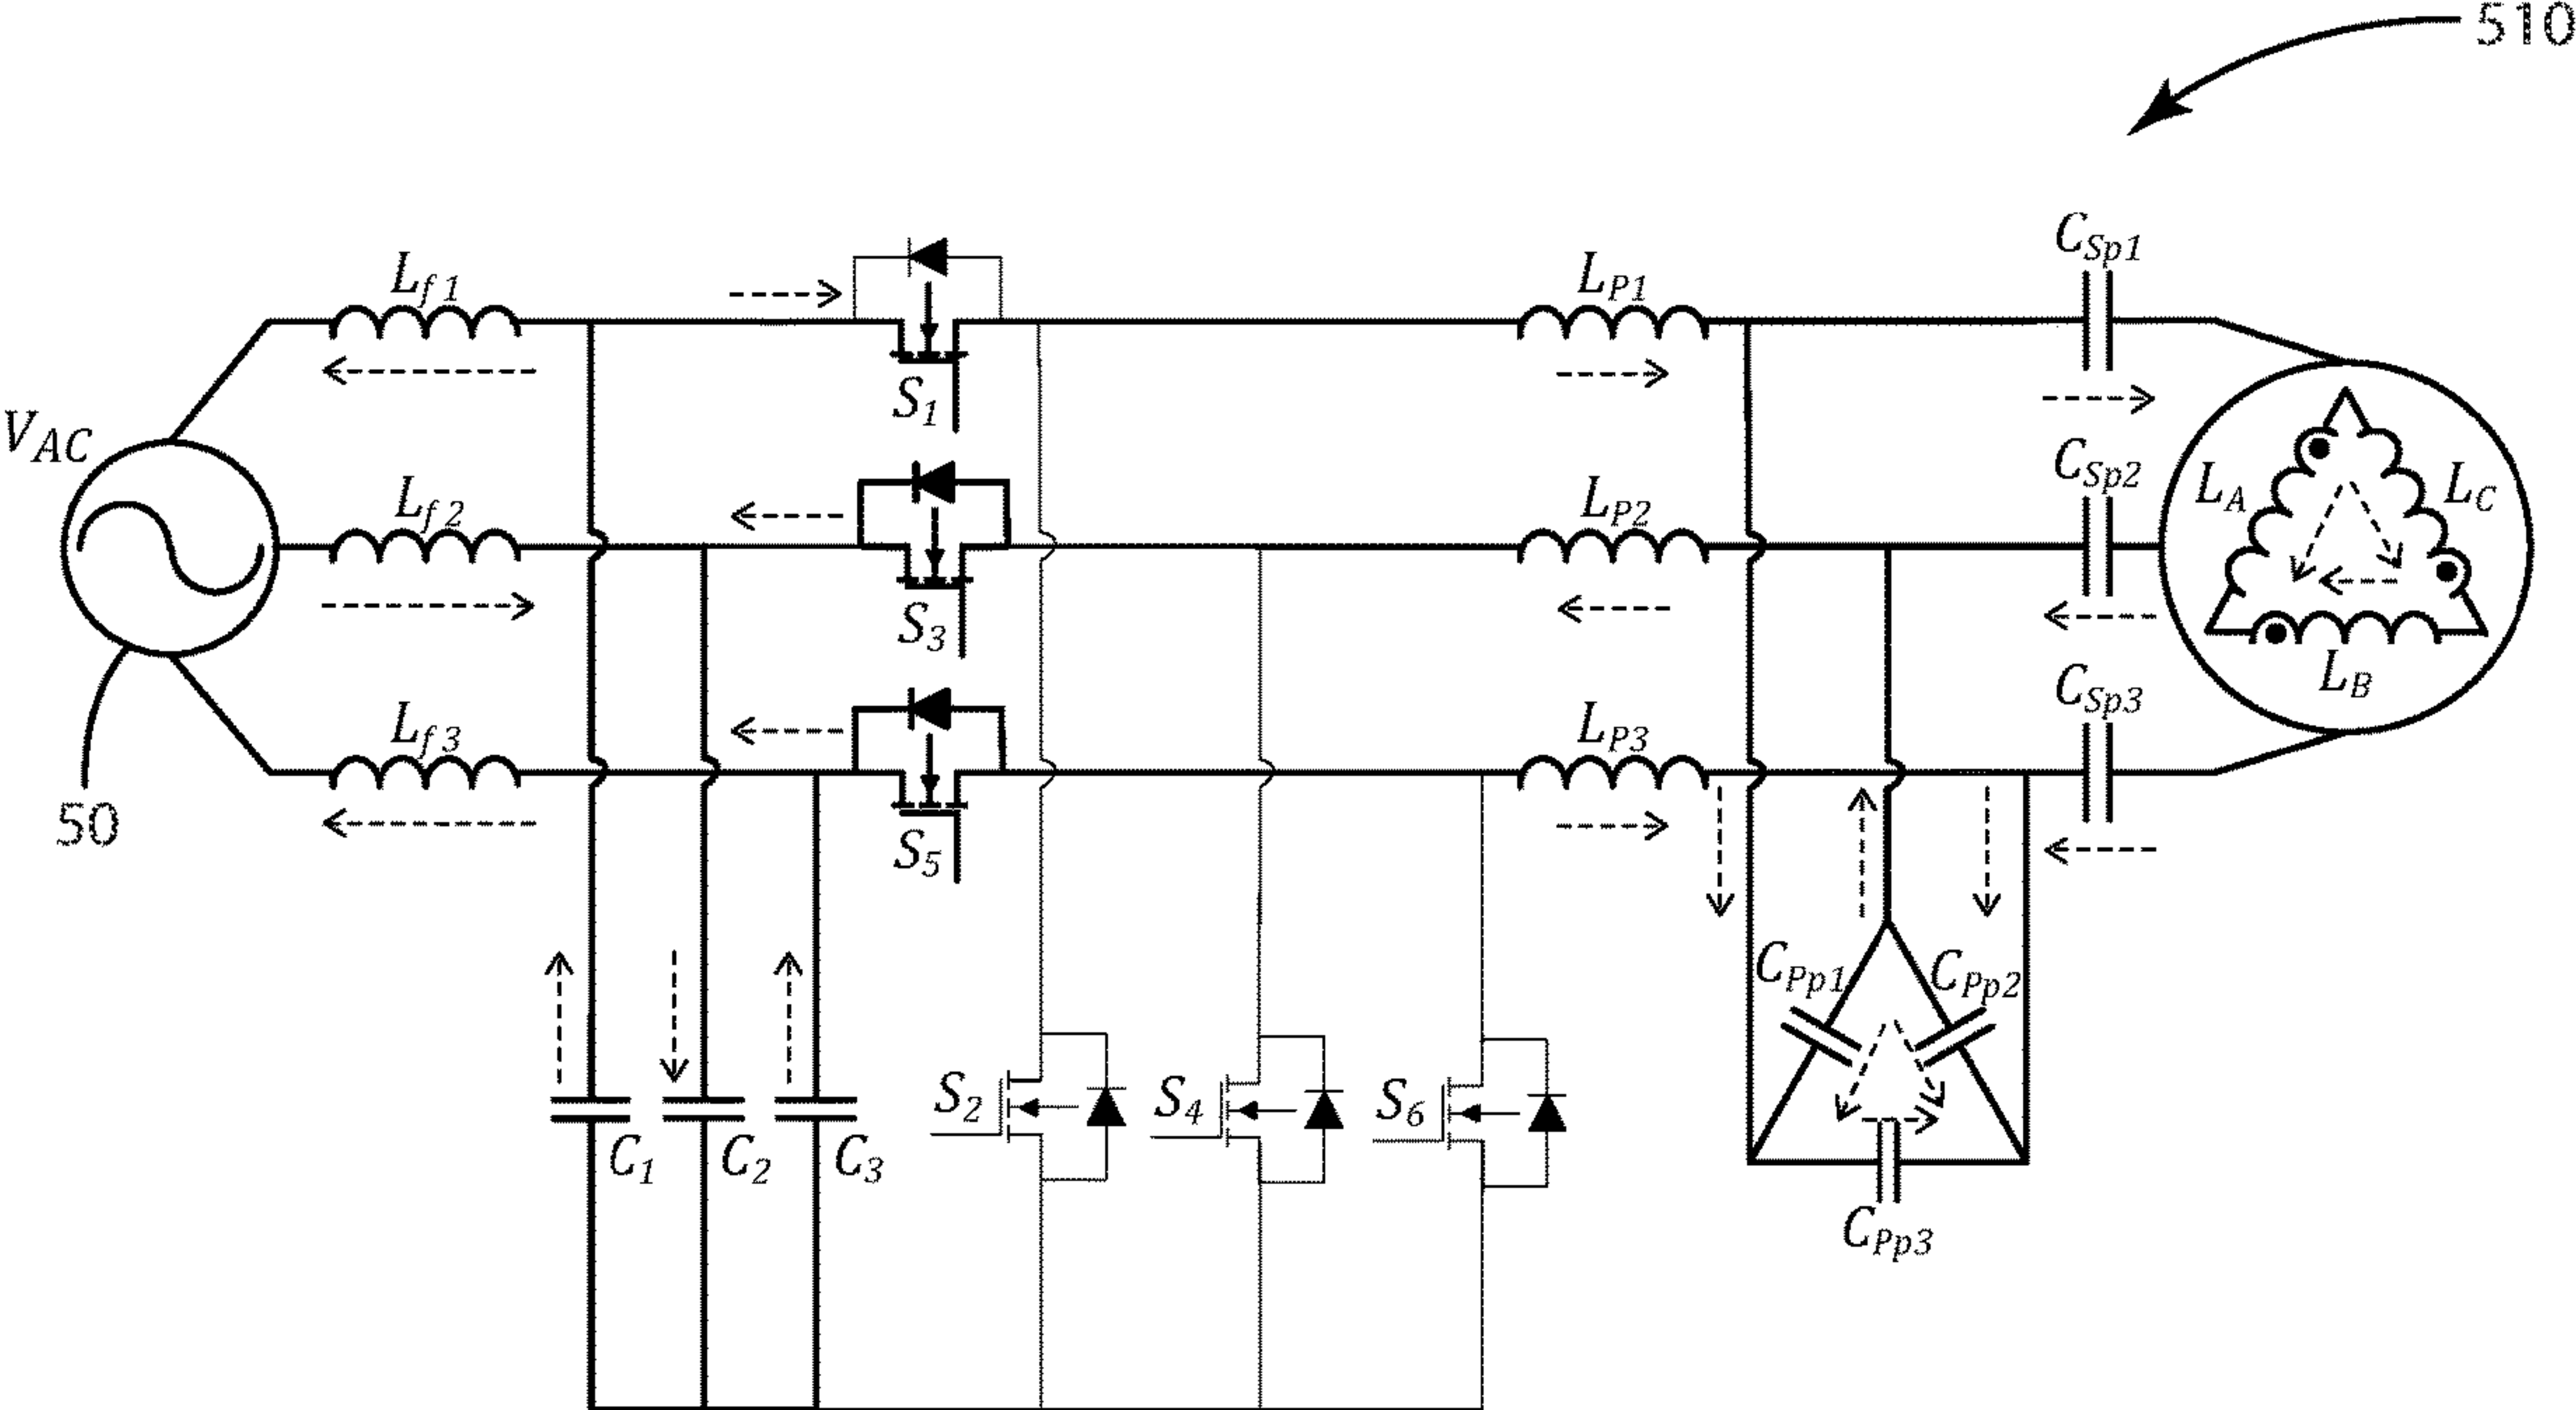 510
C_{Sp1}
L_{f1}
L_{P1}
V_{AC}
S_1
C_{Sp2}
L_A
L_C
L_{f2}
L_{P2}
S_3
L_B
C_{Sp3}
L_{f3}
L_{P3}
50
S_5
C_{Pp1}
C_{Pp2}
S_2
S_4
S_6
C_1
C_2
C_3
C_{Pp3}